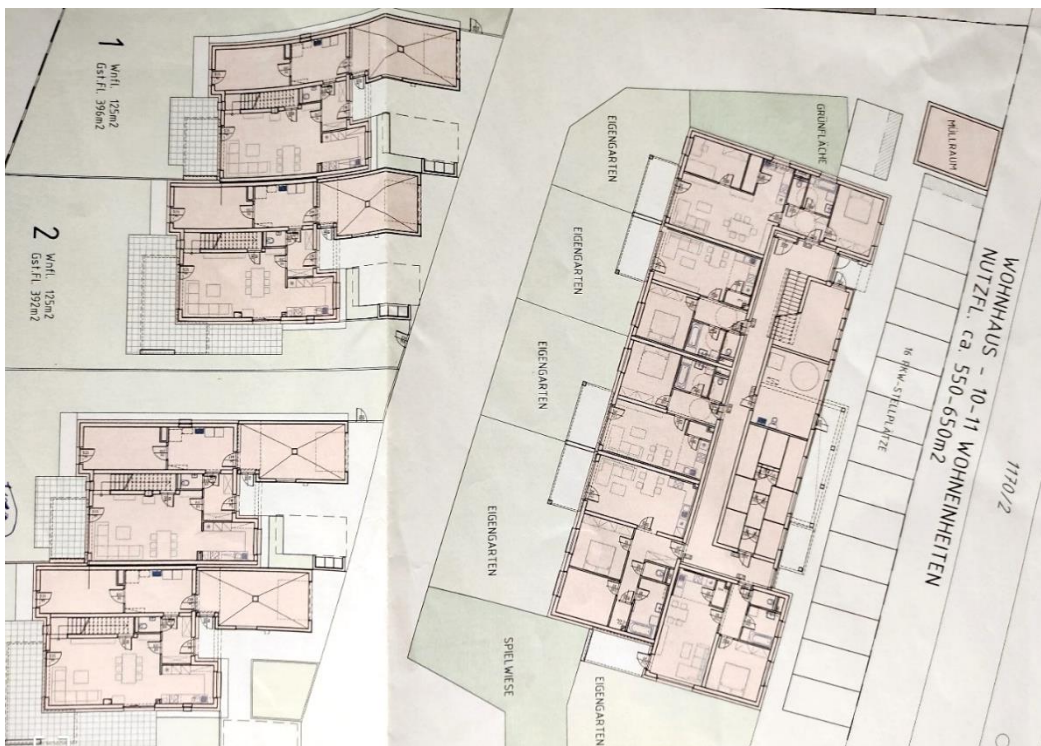 1
Wnfl. 125m2
Gst.Fl. 396m2
2
Wnfl. 125m2
Gst.Fl. 392m2
EIGENGARTEN
EIGENGARTEN
EIGENGARTEN
EIGENGARTEN
SPIELWIESE
EIGENGARTEN
GRÜNFLÄCHE
MÜLLRAUM
16 PKW-STELLPLÄTZE
WOHNHAUS - 10-11 WOHNEINHEITEN
NUTZFL. ca. 550-650m2
1170/2